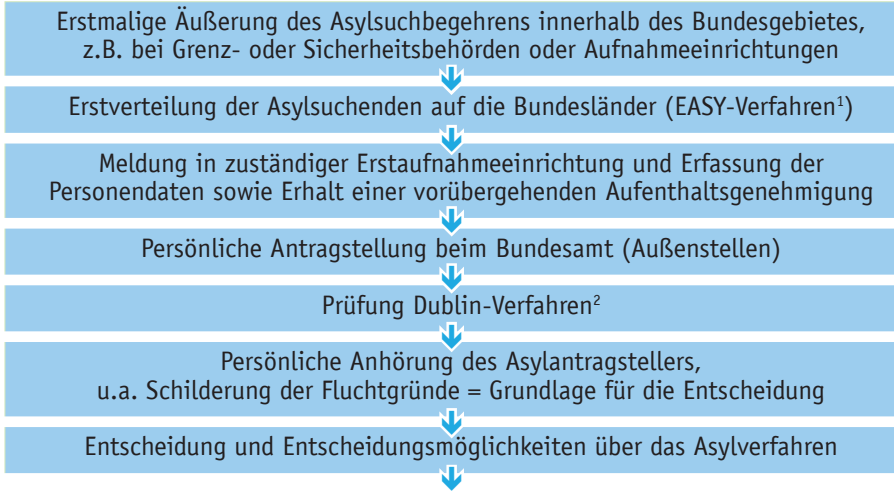 Erstmalige Äußerung des Asylsuchbegehrens innerhalb des Bundesgebietes,
z.B. bei Grenz- oder Sicherheitsbehörden oder Aufnahmeeinrichtungen
Erstverteilung der Asylsuchenden auf die Bundesländer (EASY-Verfahren¹)
Meldung in zuständiger Erstaufnahmeeinrichtung und Erfassung der
Personendaten sowie Erhalt einer vorübergehenden Aufenthaltsgenehmigung
Persönliche Antragstellung beim Bundesamt (Außenstellen)
Prüfung Dublin-Verfahren²
Persönliche Anhörung des Asylantragstellers,
u.a. Schilderung der Fluchtgründe = Grundlage für die Entscheidung
Entscheidung und Entscheidungsmöglichkeiten über das Asylverfahren